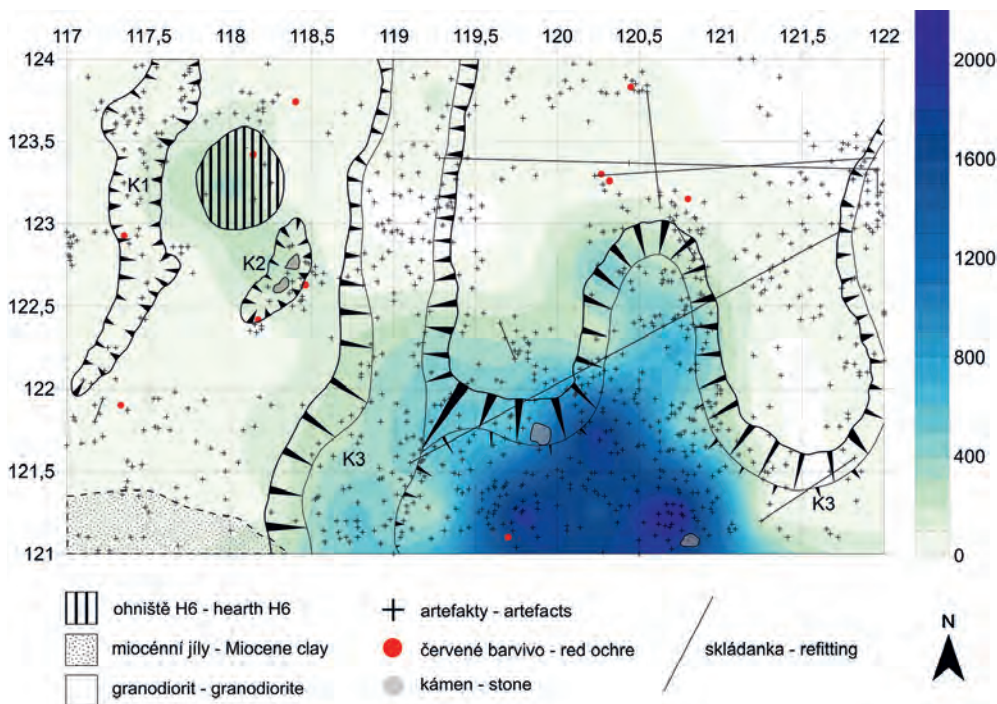 117 117,5 118 118,5 119 119,5 120 120,5 121 121,5 122
124
123,5
123
122,5
122
121,5
121
K1
K2
K3
K3
2000
1600
1200
800
400
0
ohniště H6 - hearth H6
miocénní jíly - Miocene clay
granodiorit - granodiorite
artefakty - artefacts
červené barvivo - red ochre
kámen - stone
skládanka - refitting
N